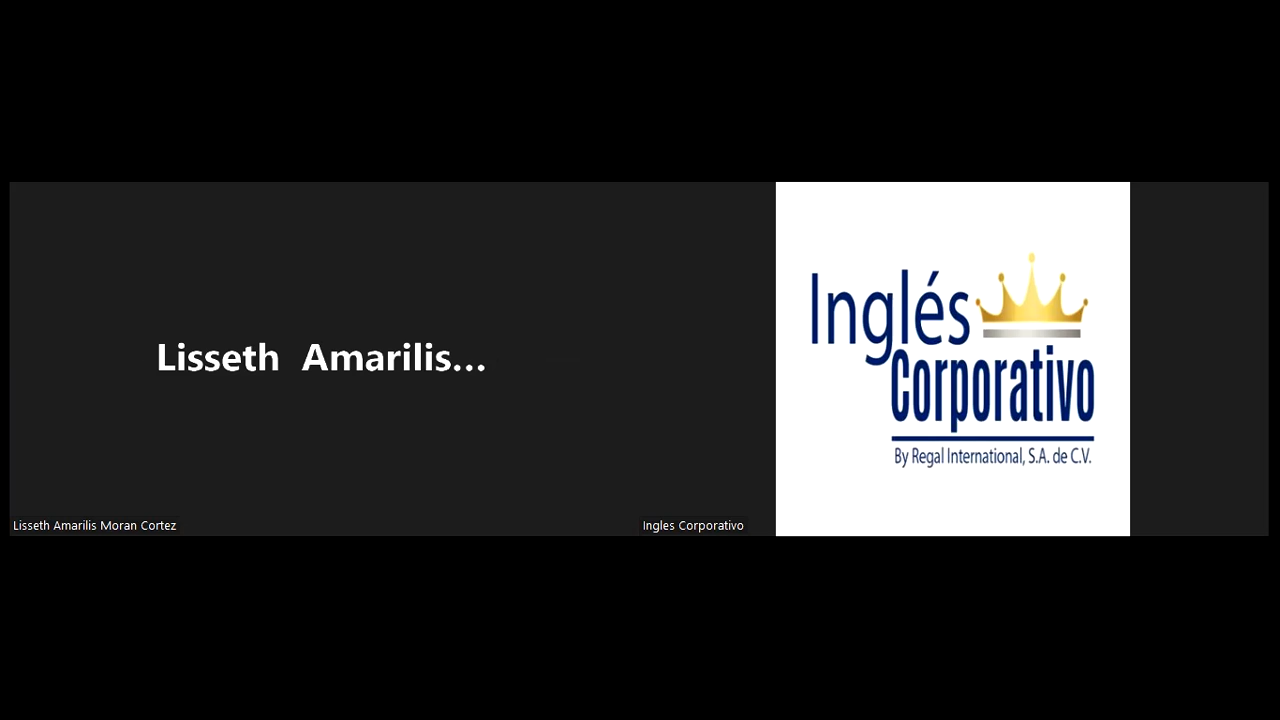 Lisseth  Amarilis...
Lisseth Amarilis Moran Cortez
Inglés
Corporativo
By Regal International, S.A. de C.V.
Ingles Corporativo